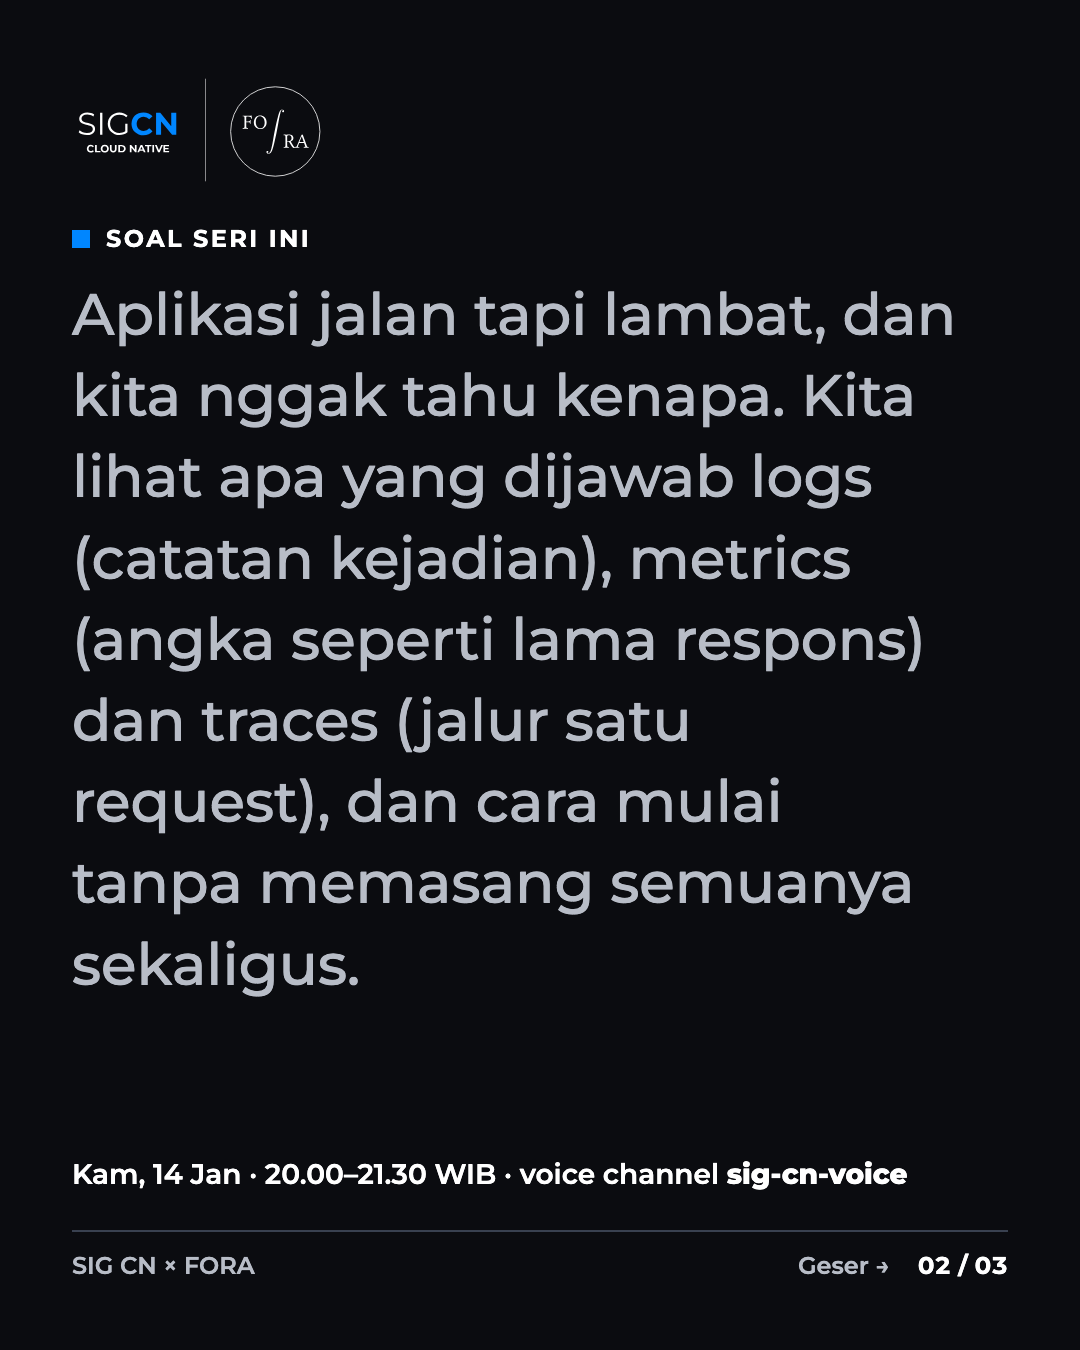 SIGCN
CLOUD NATIVE
FO
RA
SOAL SERI INI
Aplikasi jalan tapi lambat, dan
kita nggak tahu kenapa. Kita
lihat apa yang dijawab logs
(catatan kejadian), metrics
(angka seperti lama respons)
dan traces (jalur satu
request), dan cara mulai
tanpa memasang semuanya
sekaligus.
Kam, 14 Jan · 20.00–21.30 WIB · voice channel sig-cn-voice
SIG CN × FORA
Geser → 02 / 03